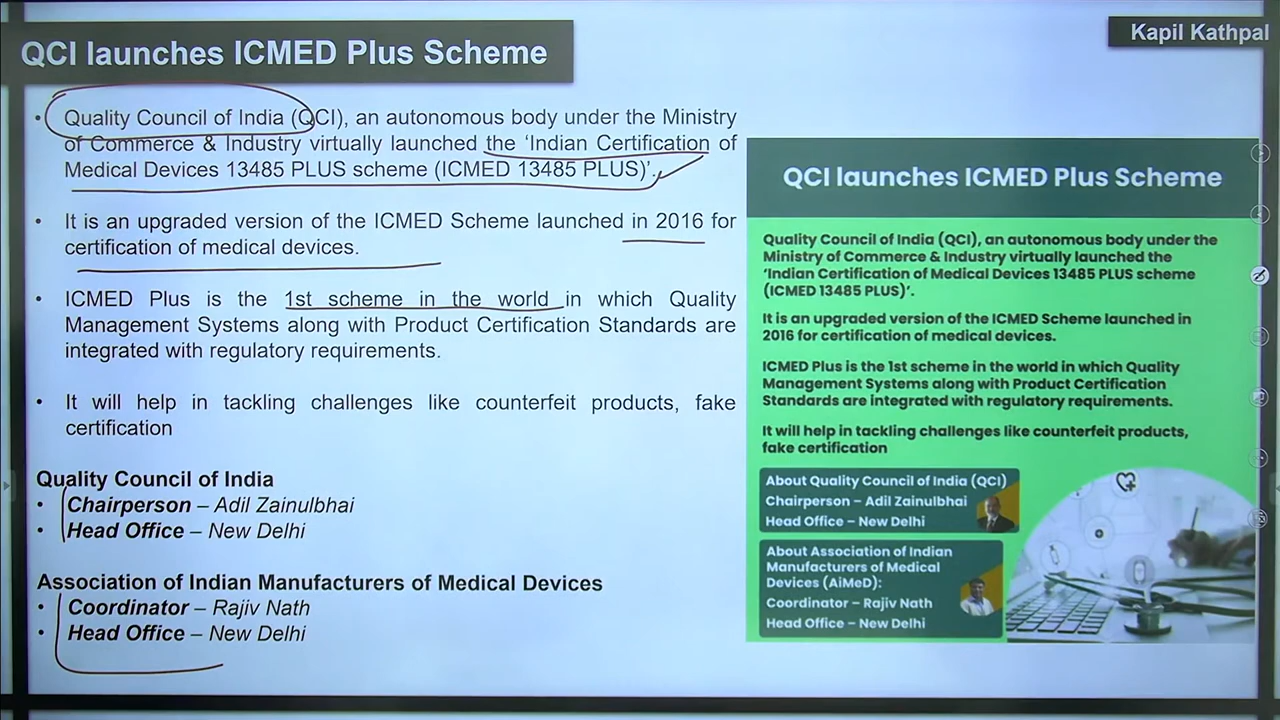 QCI launches ICMED Plus Scheme
Kapil Kathpal
• Quality Council of India (QCI), an autonomous body under the Ministry
of Commerce & Industry virtually launched the 'Indian Certification of
Medical Devices 13485 PLUS scheme (ICMED 13485 PLUS)'.
• It is an upgraded version of the ICMED Scheme launched in 2016 for
certification of medical devices.
• ICMED Plus is the 1st scheme in the world in which Quality
Management Systems along with Product Certification Standards are
integrated with regulatory requirements.
• It will help in tackling challenges like counterfeit products, fake
certification
Quality Council of India
• Chairperson – Adil Zainulbhai
• Head Office – New Delhi
Association of Indian Manufacturers of Medical Devices
• Coordinator – Rajiv Nath
• Head Office – New Delhi
QCI launches ICMED Plus Scheme
Quality Council of India (QCI), an autonomous body under the
Ministry of Commerce & Industry virtually launched the
'Indian Certification of Medical Devices 13485 PLUS scheme
(ICMED 13485 PLUS)'.
It is an upgraded version of the ICMED Scheme launched in
2016 for certification of medical devices.
ICMED Plus is the 1st scheme in the world in which Quality
Management Systems along with Product Certification
Standards are integrated with regulatory requirements.
It will help in tackling challenges like counterfeit products,
fake certification
About Quality Council of India (QCI)
Chairperson – Adil Zainulbhai
Head Office – New Delhi
About Association of Indian
Manufacturers of Medical
Devices (AiMeD):
Coordinator – Rajiv Nath
Head Office – New Delhi